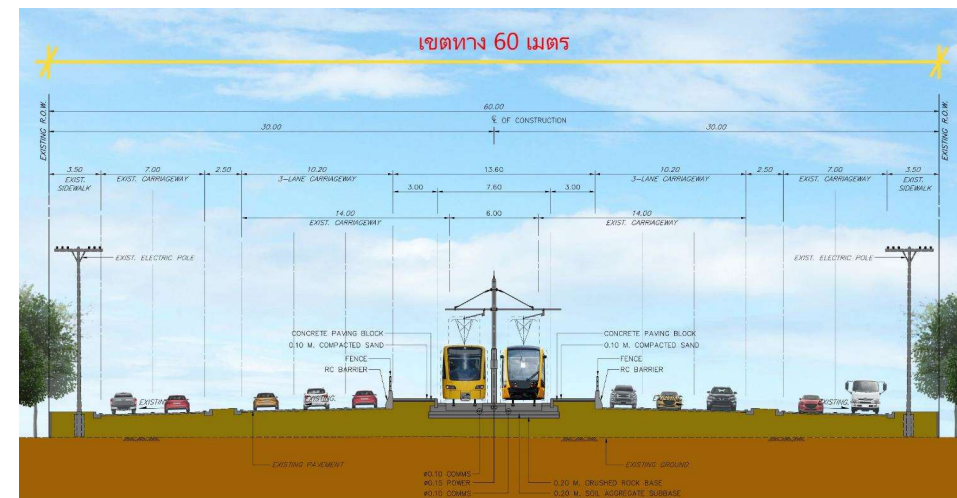 เขตทาง 60 เมตร
60.00
℄ OF CONSTRUCTION
30.00
30.00
EXISTING R.O.W.
EXISTING R.O.W.
3.50
EXIST.
SIDEWALK
7.00
EXIST. CARRIAGEWAY
2.50
10.20
3-LANE CARRIAGEWAY
13.60
10.20
3-LANE CARRIAGEWAY
2.50
7.00
EXIST. CARRIAGEWAY
3.50
EXIST.
SIDEWALK
3.00
7.60
3.00
14.00
EXIST. CARRIAGEWAY
6.00
14.00
EXIST. CARRIAGEWAY
EXIST. ELECTRIC POLE
EXIST. ELECTRIC POLE
CONCRETE PAVING BLOCK
0.10 M. COMPACTED SAND
FENCE
RC BARRIER
CONCRETE PAVING BLOCK
0.10 M. COMPACTED SAND
FENCE
RC BARRIER
EXISTING
EXISTING
EXISTING
EXISTING
EXISTING PAVEMENT
EXISTING GROUND
ø0.10 COMMS
ø0.15 POWER
ø0.10 COMMS
0.20 M. CRUSHED ROCK BASE
0.20 M. SOIL AGGREGATE SUBBASE